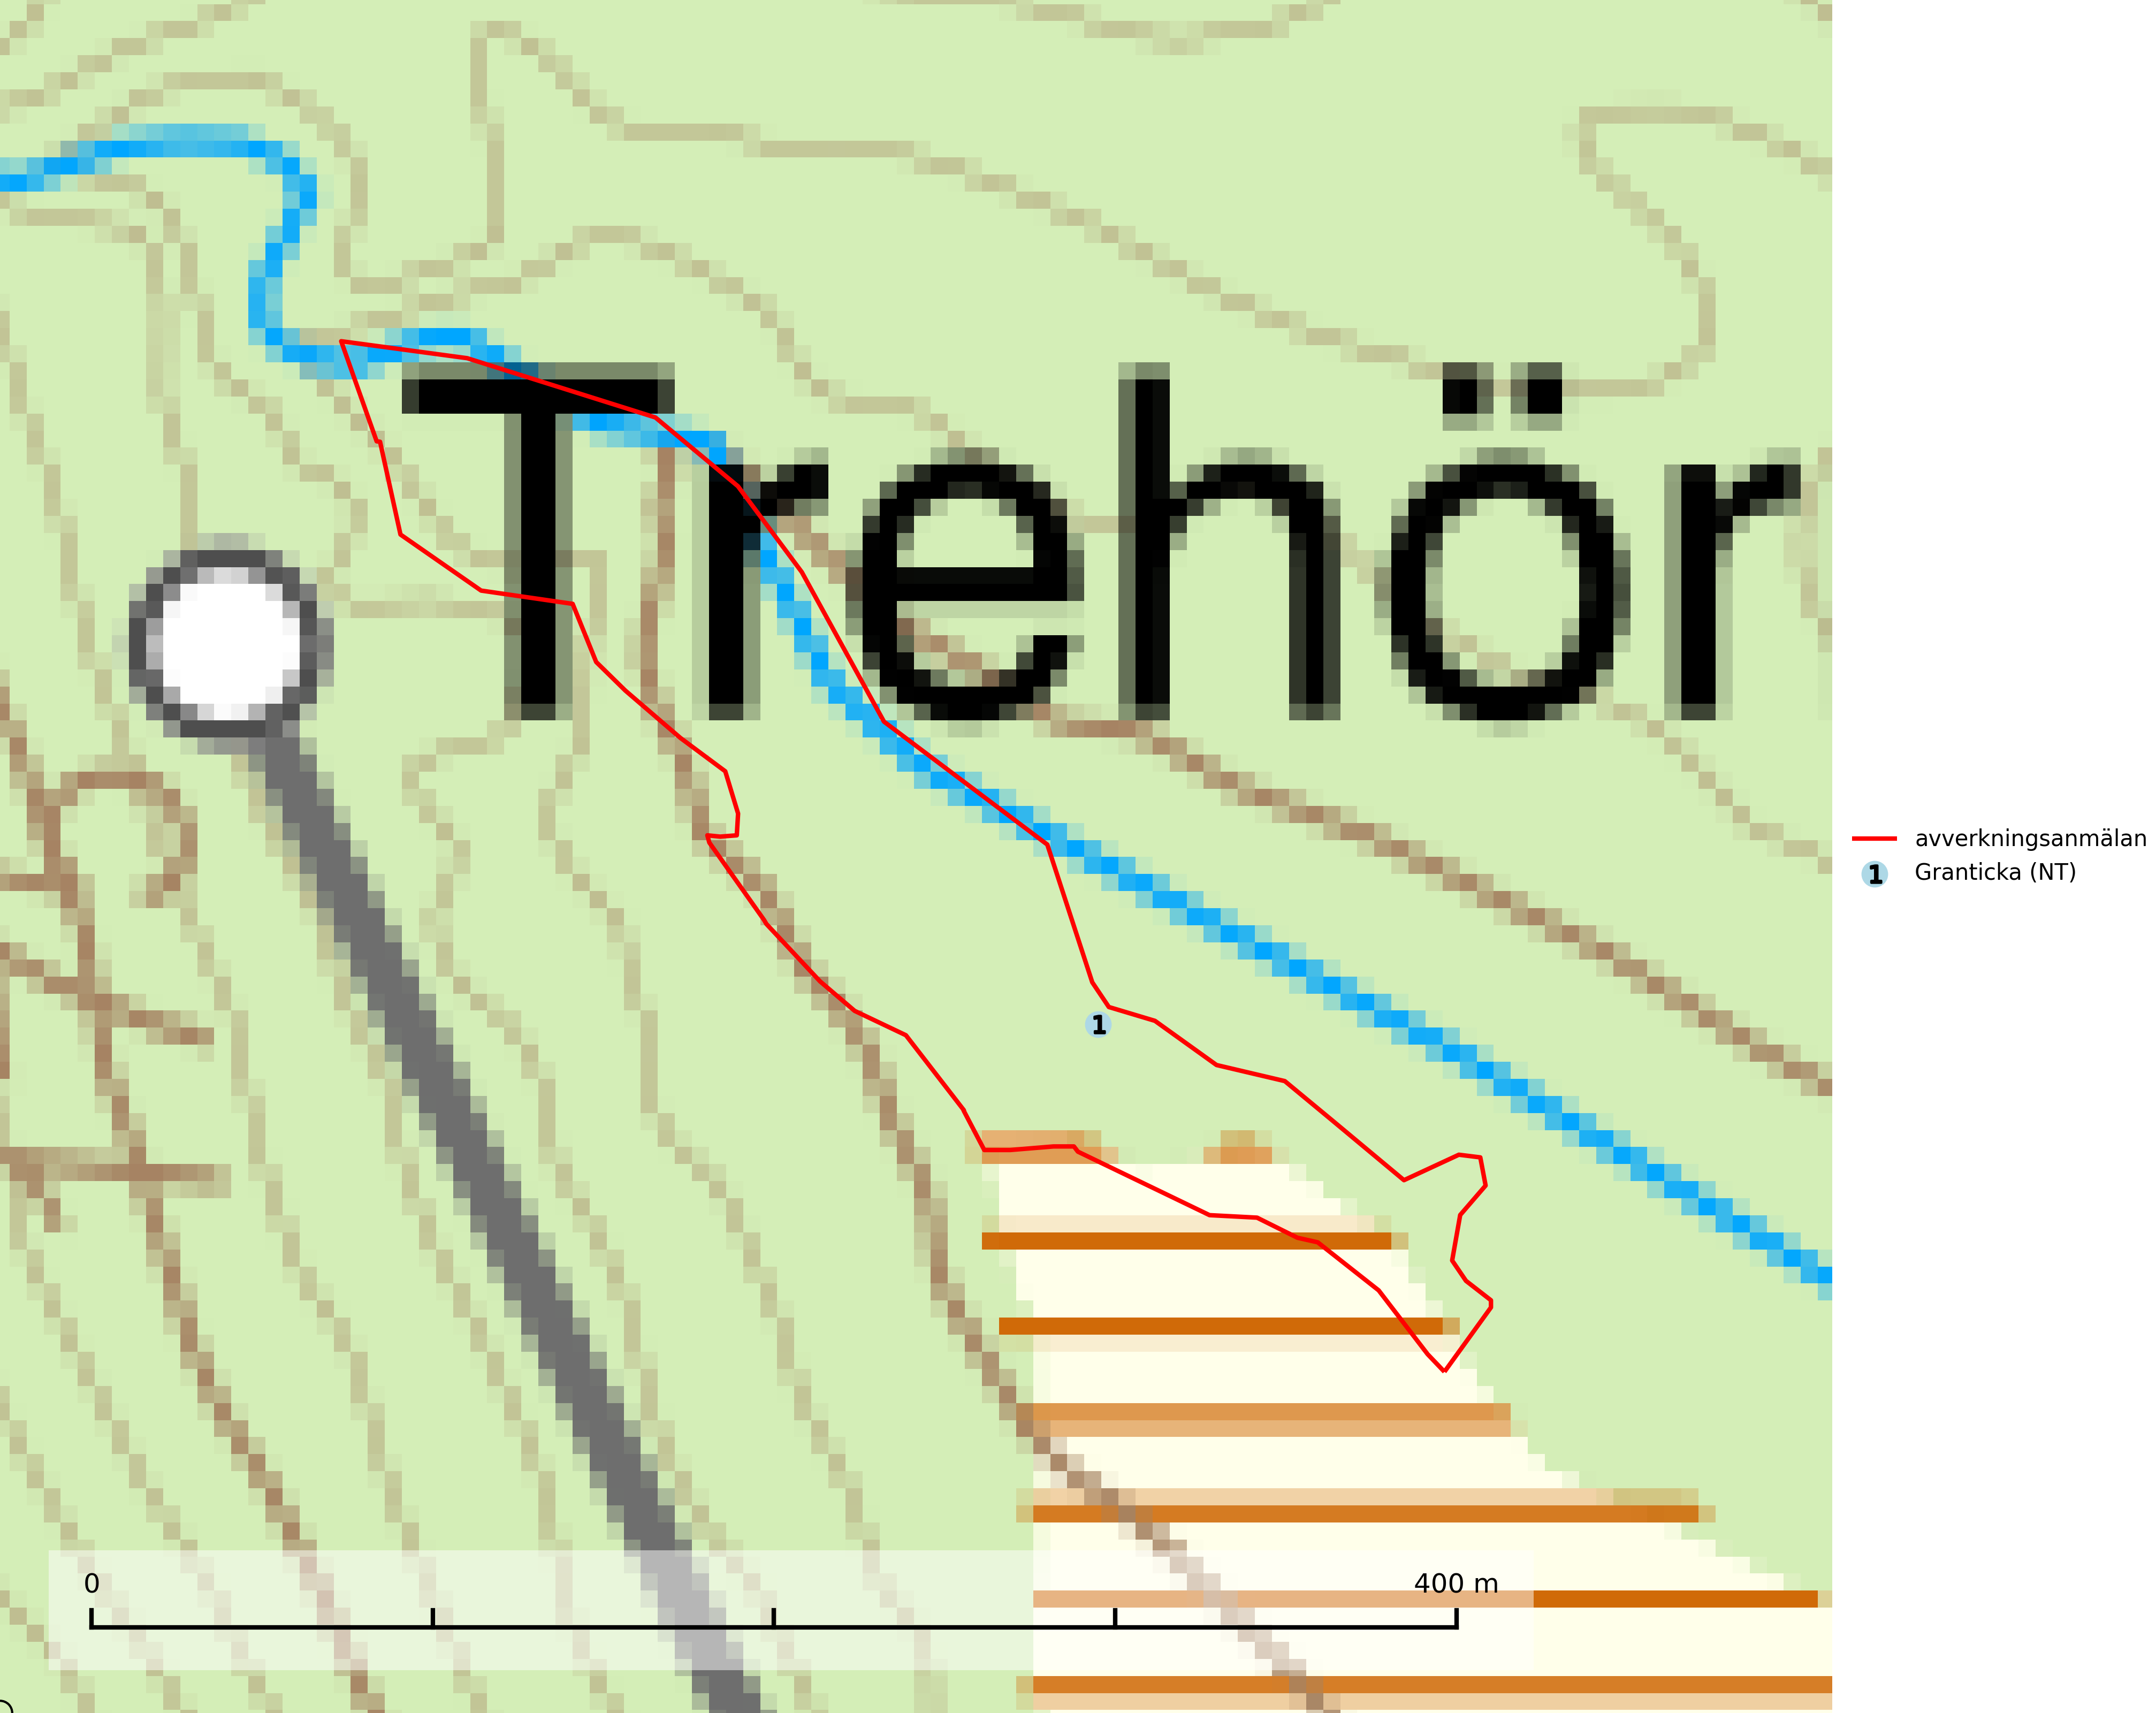 Trehör
avverkningsanmälan
1 Granticka (NT)
1
0 400 m